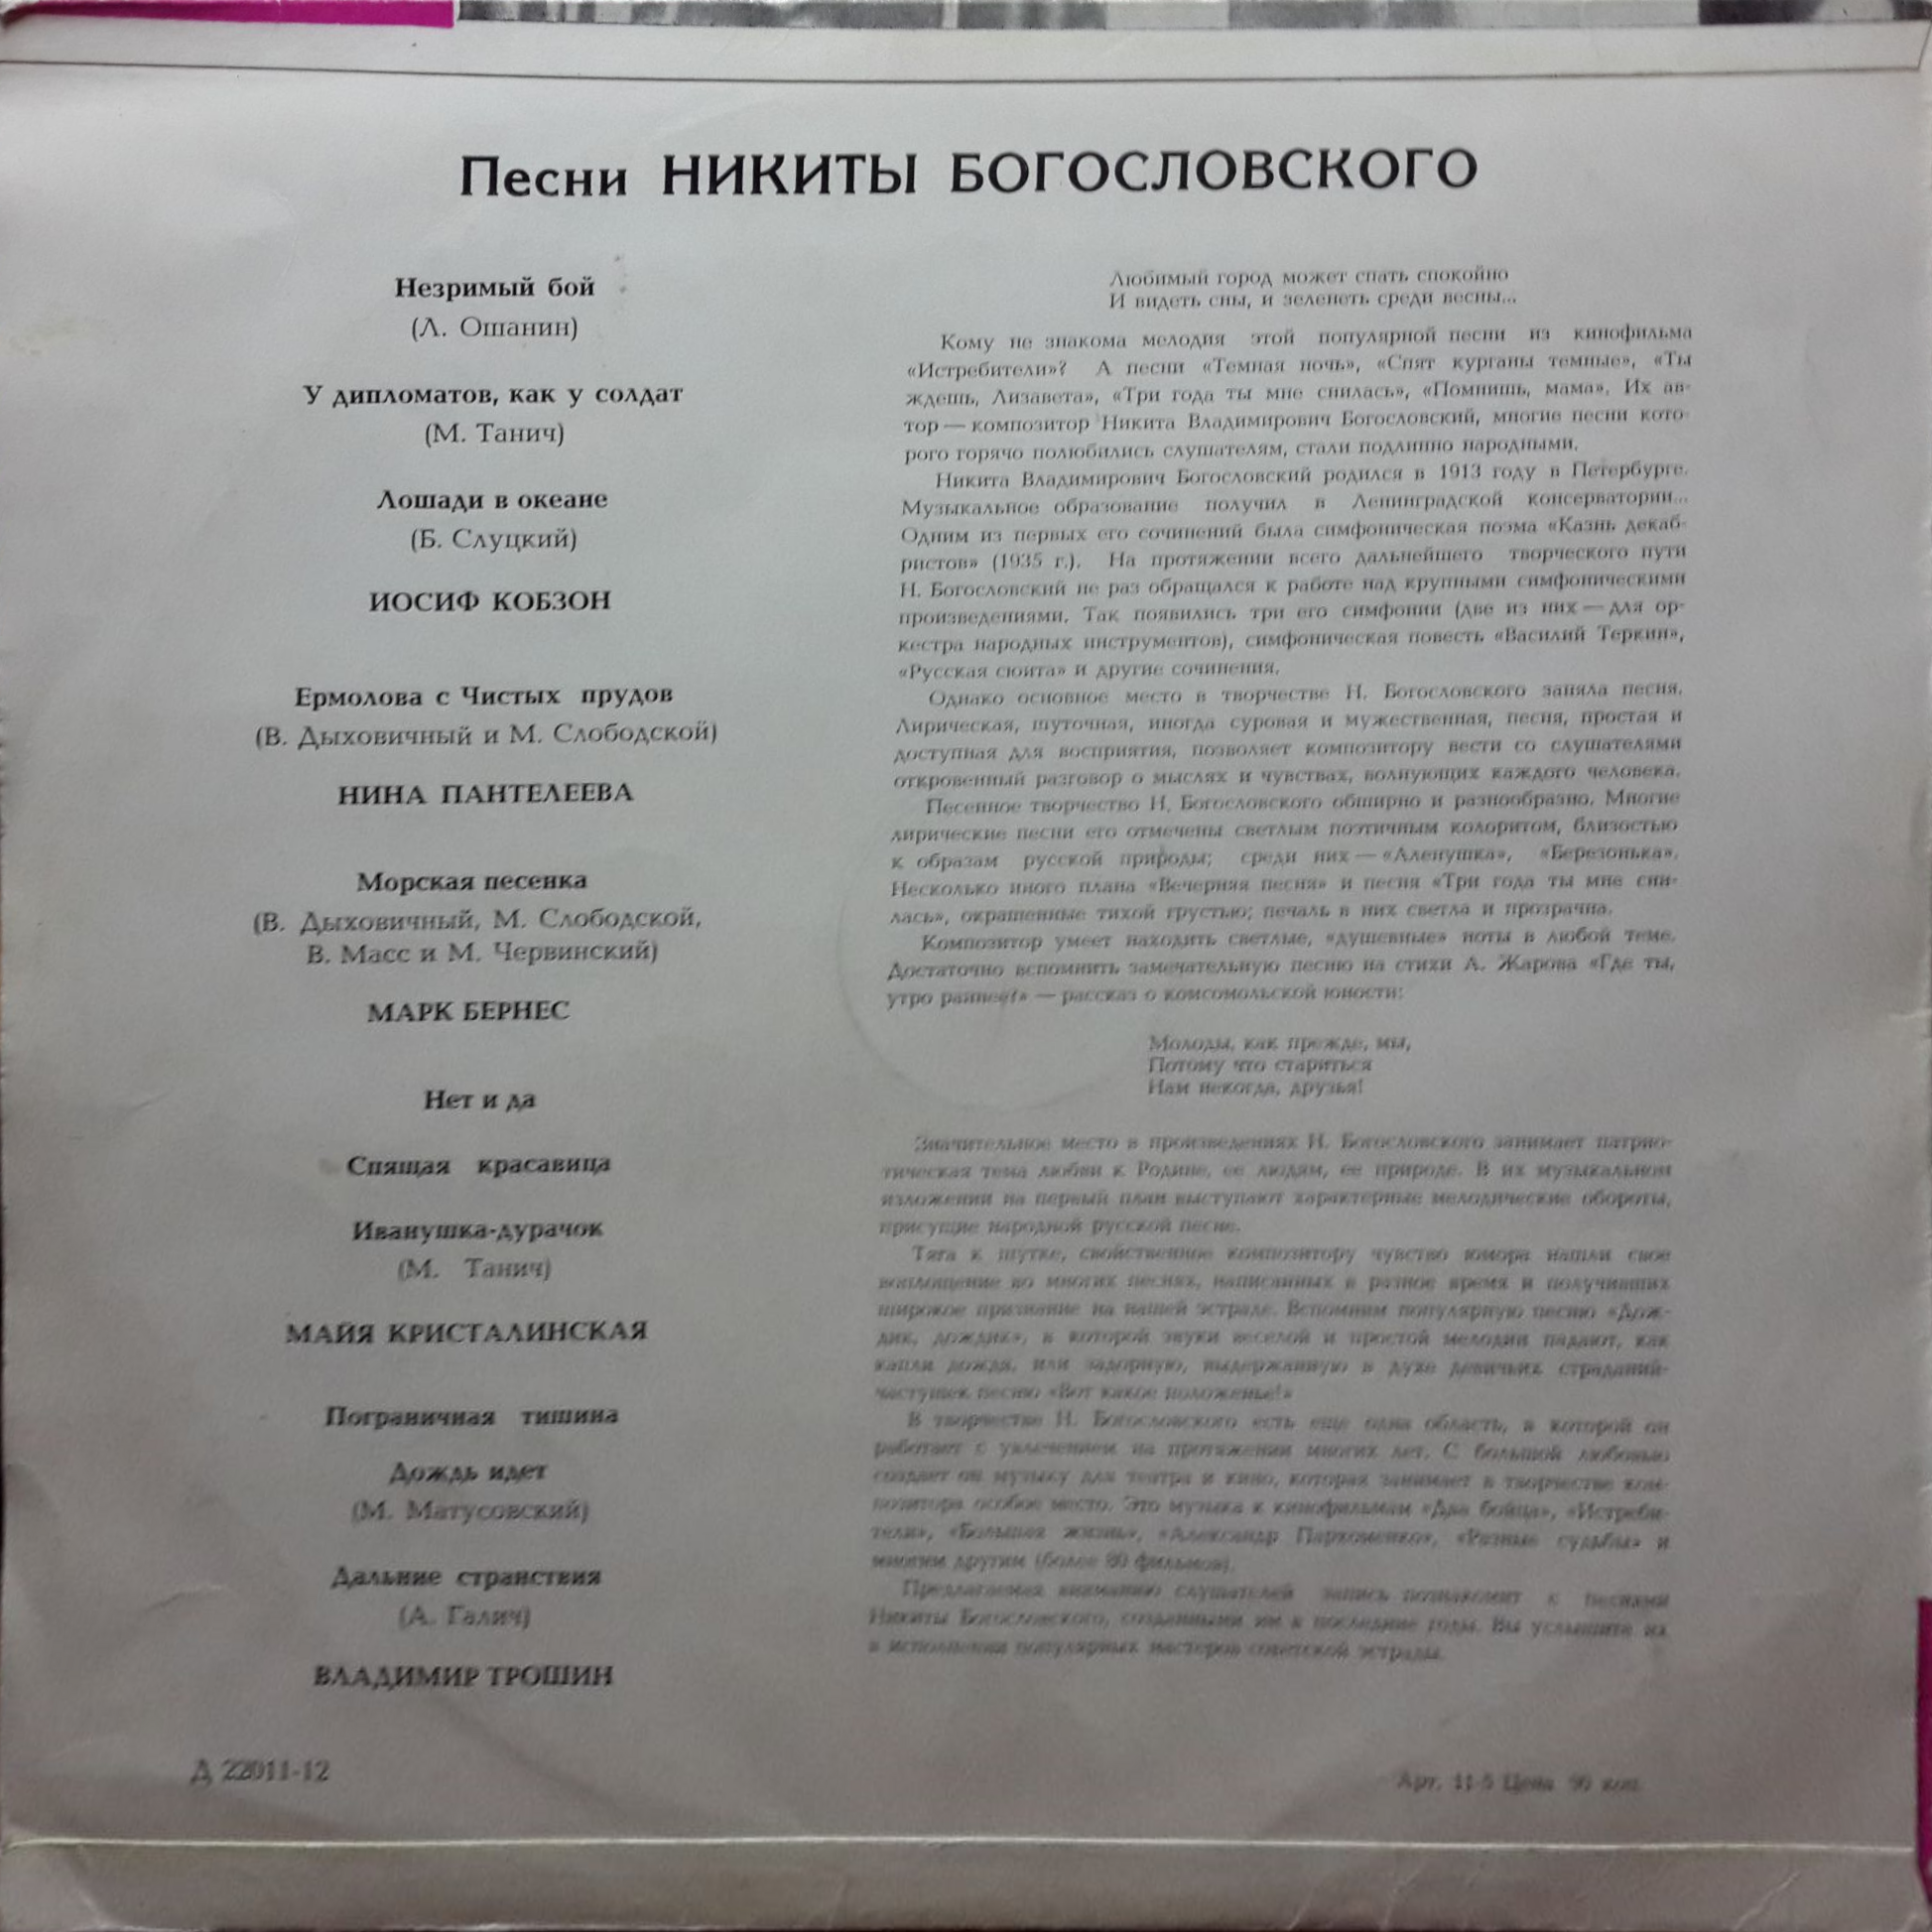 Песни НИКИТЫ БОГОСЛОВСКОГО
Незримый бой
(Л. Ошанин)
У дипломатов, как у солдат
(М. Танич)
Лошади в океане
(Б. Слуцкий)
ИОСИФ КОБЗОН
Ермолова с Чистых прудов
(В. Дыховичный и М. Слободской)
НИНА ПАНТЕЛЕЕВА
Морская песенка
(В. Дыховичный, М. Слободской,
В. Масс и М. Червинский)
МАРК БЕРНЕС
Нет и да
Спящая красавица
Иванушка-дурачок
(М. Танич)
МАЙЯ КРИСТАЛИНСКАЯ
Пограничная тишина
Дождь идет
(М. Матусовский)
Дальние странствия
(А. Галич)
ВЛАДИМИР ТРОШИН
Д 22011-12
Любимый город может спать спокойно
И видеть сны, и зеленеть среди весны...
Кому не знакома мелодия этой популярной песни из кинофильма
«Истребители»? А песни «Темная ночь», «Спят курганы темные», «Ты
ждешь, Лизавета», «Три года ты мне снилась», «Помнишь, мама». Их ав-
тор — композитор Никита Владимирович Богословский, многие песни кото-
рого горячо полюбились слушателям, стали подлинно народными.
Никита Владимирович Богословский родился в 1913 году в Петербурге.
Музыкальное образование получил в Ленинградской консерватории...
Одним из первых его сочинений была симфоническая поэма «Казнь декаб-
ристов» (1935 г.). На протяжении всего дальнейшего творческого пути
Н. Богословский не раз обращался к работе над крупными симфоническими
произведениями. Так появились три его симфонии (две из них — для ор-
кестра народных инструментов), симфоническая повесть «Василий Теркин»,
«Русская сюита» и другие сочинения.
Однако основное место в творчестве Н. Богословского заняла песня.
Лирическая, шуточная, иногда суровая и мужественная, песня, простая и
доступная для восприятия, позволяет композитору вести со слушателями
откровенный разговор о мыслях и чувствах, волнующих каждого человека.
Песенное творчество Н. Богословского обширно и разнообразно. Многие
лирические песни его отмечены светлым поэтичным колоритом, близостью
к образам русской природы; среди них — «Аленушка», «Березонька».
Несколько иного плана «Вечерняя песня» и песня «Три года ты мне сни-
лась», окрашенные тихой грустью; печаль в них светла и прозрачна.
Композитор умеет находить светлые, «душевные» ноты в любой теме.
Достаточно вспомнить замечательную песню на стихи А. Жарова «Где ты,
утро раннее?» — рассказ о комсомольской юности:
Молоды, как прежде, мы,
Потому что стариться
Нам некогда, друзья!
Значительное место в произведениях Н. Богословского занимает патрио-
тическая тема любви к Родине, ее людям, ее природе. В их музыкальном
изложении на первый план выступают характерные мелодические обороты,
присущие народной русской песне.
Тяга к шутке, свойственное композитору чувство юмора нашли свое
воплощение во многих песнях, написанных в разное время и получивших
широкое признание на нашей эстраде. Вспомним популярную песню «Дож-
дик, дождик», в которой звуки веселой и простой мелодии падают, как
капли дождя, или задорную, выдержанную в духе девичьих страданий-
частушек песню «Вот какое положенье!»
В творчестве Н. Богословского есть еще одна область, в которой он
работает с увлечением на протяжении многих лет. С большой любовью
создает он музыку для театра и кино, которая занимает в творчестве ком-
позитора особое место. Это музыка к кинофильмам «Два бойца», «Истреби-
тели», «Большая жизнь», «Александр Пархоменко», «Разные судьбы» и
многим другим (более 80 фильмов).
Предлагаемая вниманию слушателей запись познакомит с песнями
Никиты Богословского, созданными им в последние годы. Вы услышите их
в исполнении популярных мастеров советской эстрады.
Арт. 11-5 Цена 90 коп.